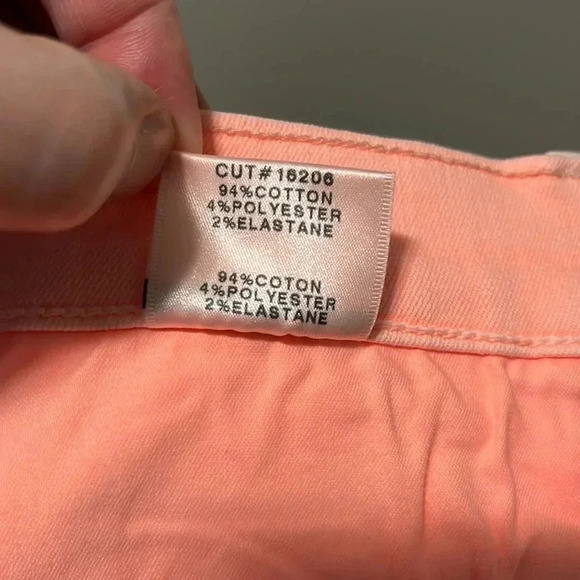 CUT#16206
94%COTTON
4%POLYESTER
2%ELASTANE
94%COTON
4%POLYESTER
2%ELASTANE